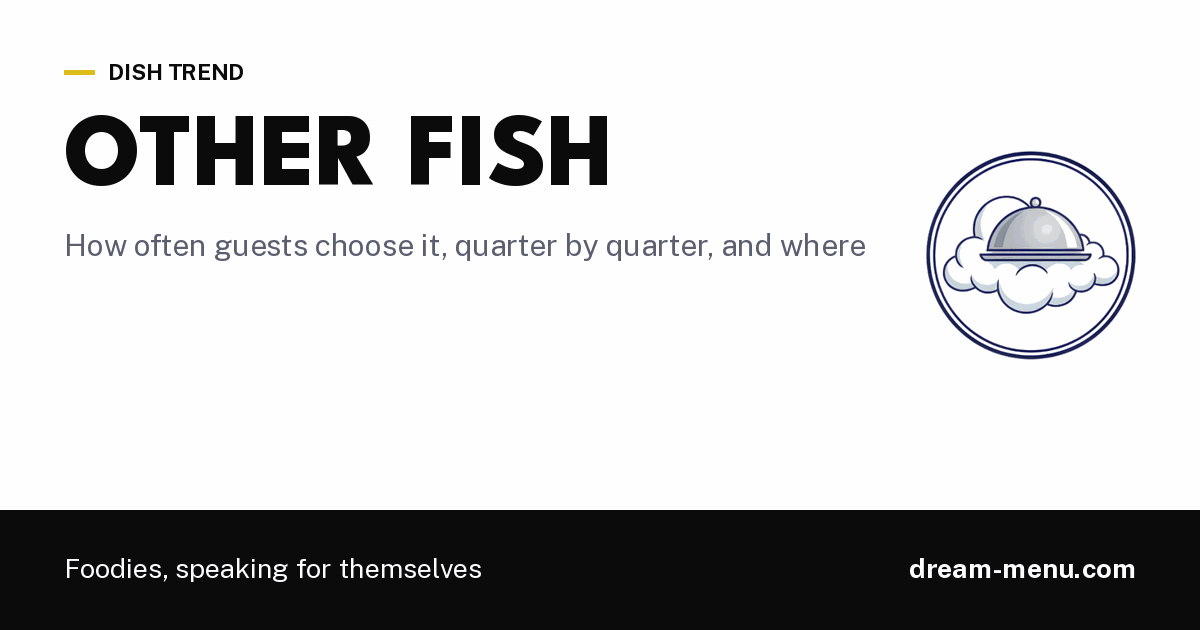 DISH TREND
OTHER FISH
How often guests choose it, quarter by quarter, and where
Foodies, speaking for themselves
dream-menu.com